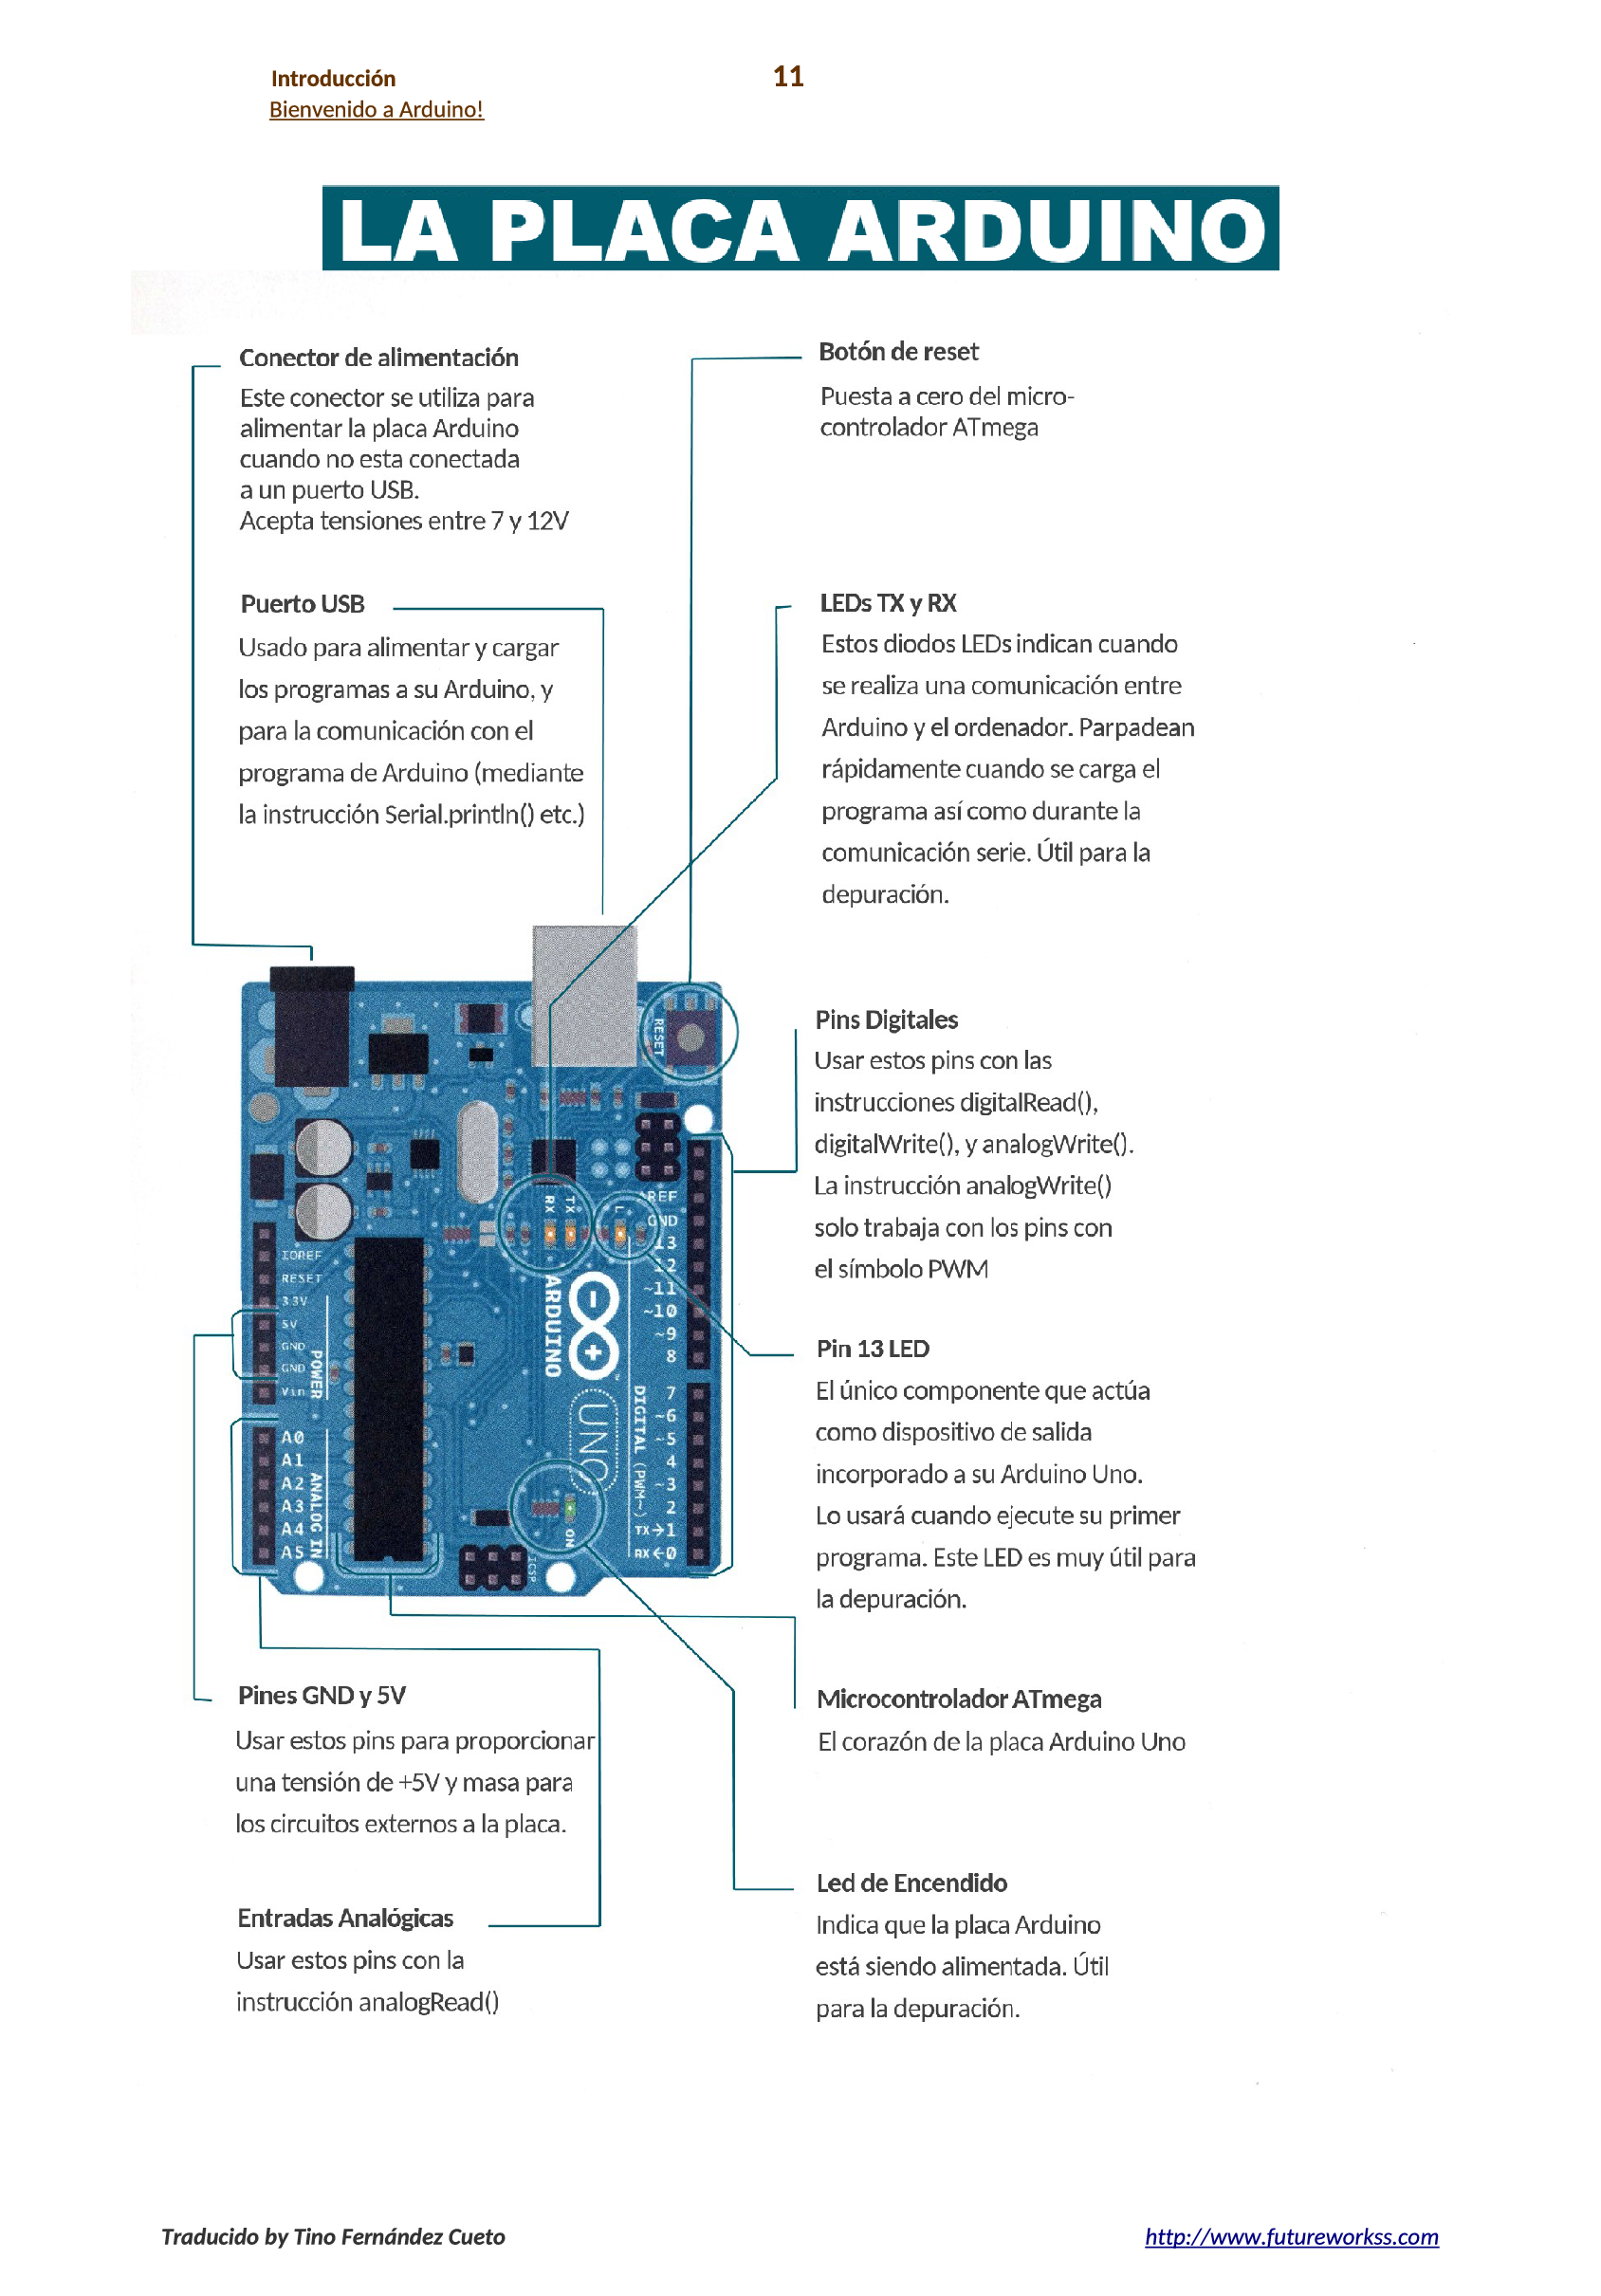 Introducción
11
Bienvenido a Arduino!
LA PLACA ARDUINO
Conector de alimentación
Este conector se utiliza para
alimentar la placa Arduino
cuando no esta conectada
a un puerto USB.
Acepta tensiones entre 7 y 12V
Botón de reset
Puesta a cero del micro-
controlador ATmega
Puerto USB
Usado para alimentar y cargar
los programas a su Arduino, y
para la comunicación con el
programa de Arduino (mediante
la instrucción Serial.println() etc.)
LEDs TX y RX
Estos diodos LEDs indican cuando
se realiza una comunicación entre
Arduino y el ordenador. Parpadean
rápidamente cuando se carga el
programa así como durante la
comunicación serie. Útil para la
depuración.
Pins Digitales
Usar estos pins con las
instrucciones digitalRead(),
digitalWrite(), y analogWrite().
La instrucción analogWrite()
solo trabaja con los pins con
el símbolo PWM
Pin 13 LED
El único componente que actúa
como dispositivo de salida
incorporado a su Arduino Uno.
Lo usará cuando ejecute su primer
programa. Este LED es muy útil para
la depuración.
RESET
RX
TX
L
AREF
GND
13
12
~11
~10
~9
8
7
~6
~5
4
~3
2
TX→1
RX←0
DIGITAL (PWM~)
ARDUINO
UNO
ON
ICSP
IOREF
RESET
3.3V
5V
GND
GND
Vin
POWER
A0
A1
A2
A3
A4
A5
ANALOG IN
Pines GND y 5V
Usar estos pins para proporcionar
una tensión de +5V y masa para
los circuitos externos a la placa.
Microcontrolador ATmega
El corazón de la placa Arduino Uno
Entradas Analógicas
Usar estos pins con la
instrucción analogRead()
Led de Encendido
Indica que la placa Arduino
está siendo alimentada. Útil
para la depuración.
Traducido by Tino Fernández Cueto
http://www.futureworkss.com